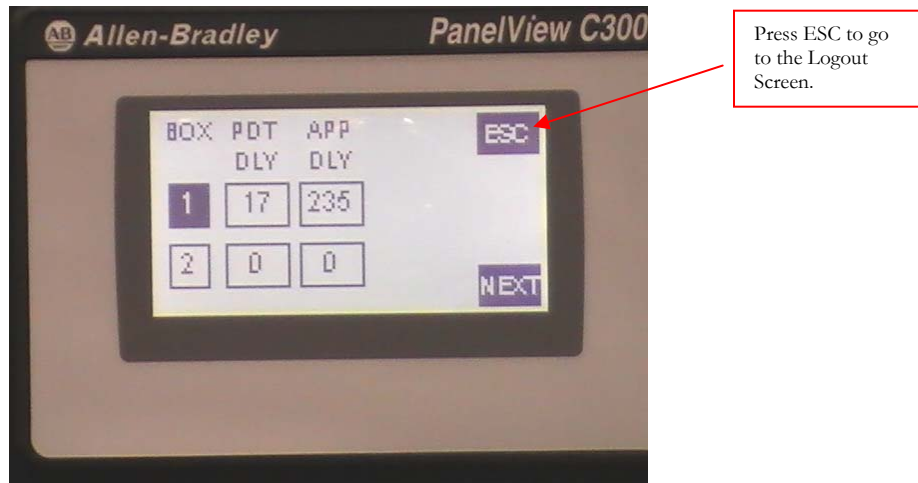 AB Allen-Bradley
PanelView C300
Press ESC to go
to the Logout
Screen.
BOX PDT APP ESC
DLY DLY
1 17 235
2 0 0
NEXT